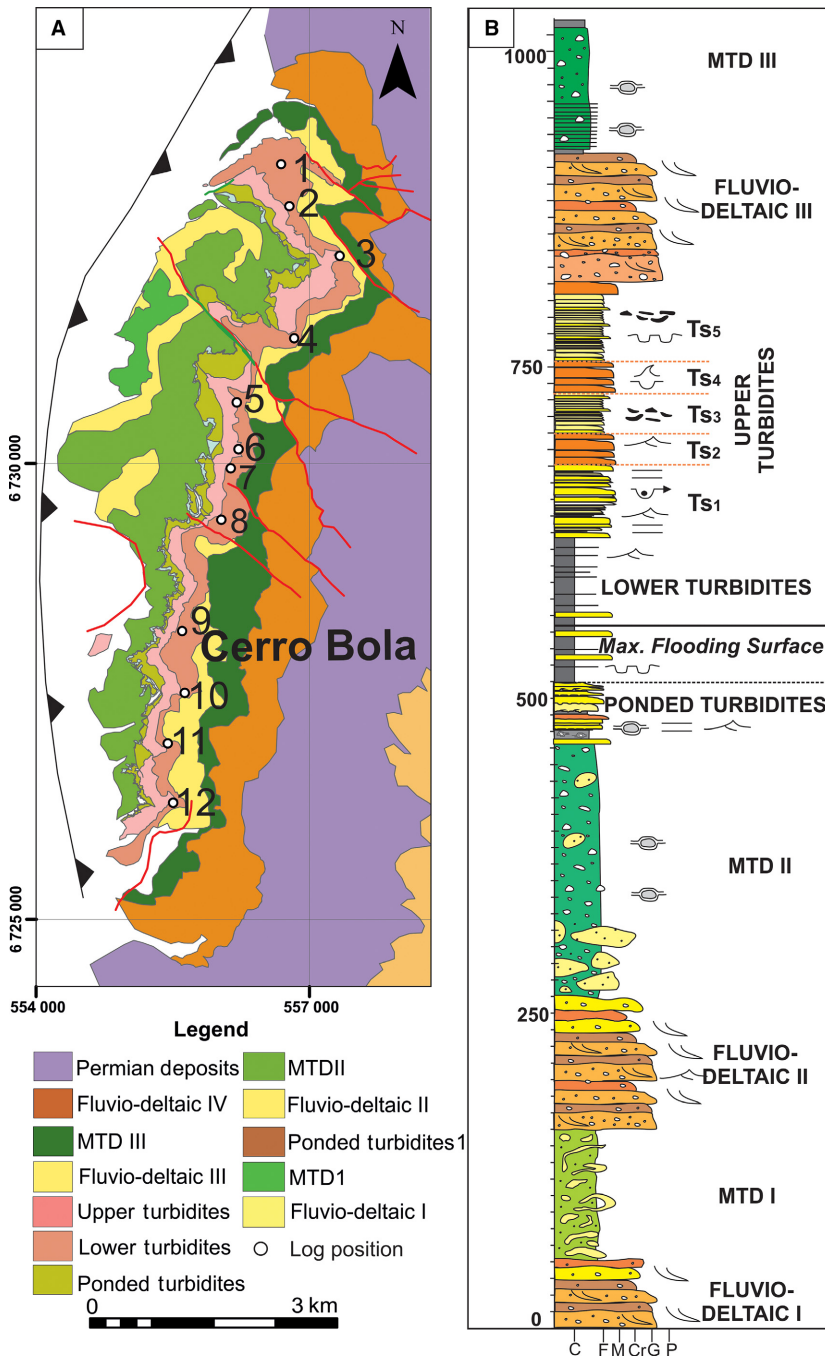 A
N
1
2
3
4
5
6
7
8
9
Cerro Bola
10
11
12
6 730 000
6 725 000
554 000
557 000
Legend
Permian deposits
Fluvio-deltaic IV
MTD III
Fluvio-deltaic III
Upper turbidites
Lower turbidites
Ponded turbidites
MTDII
Fluvio-deltaic II
Ponded turbidites 1
MTD1
Fluvio-deltaic I
Log position
0 3 km
B
1000
MTD III
FLUVIO-
DELTAIC III
Ts5
750
Ts4
Ts3
Ts2
Ts1
UPPER
TURBIDITES
LOWER TURBIDITES
Max. Flooding Surface
500
PONDED TURBIDITES
MTD II
250
FLUVIO-
DELTAIC II
MTD I
FLUVIO-
DELTAIC I
0
C F M Cr G P